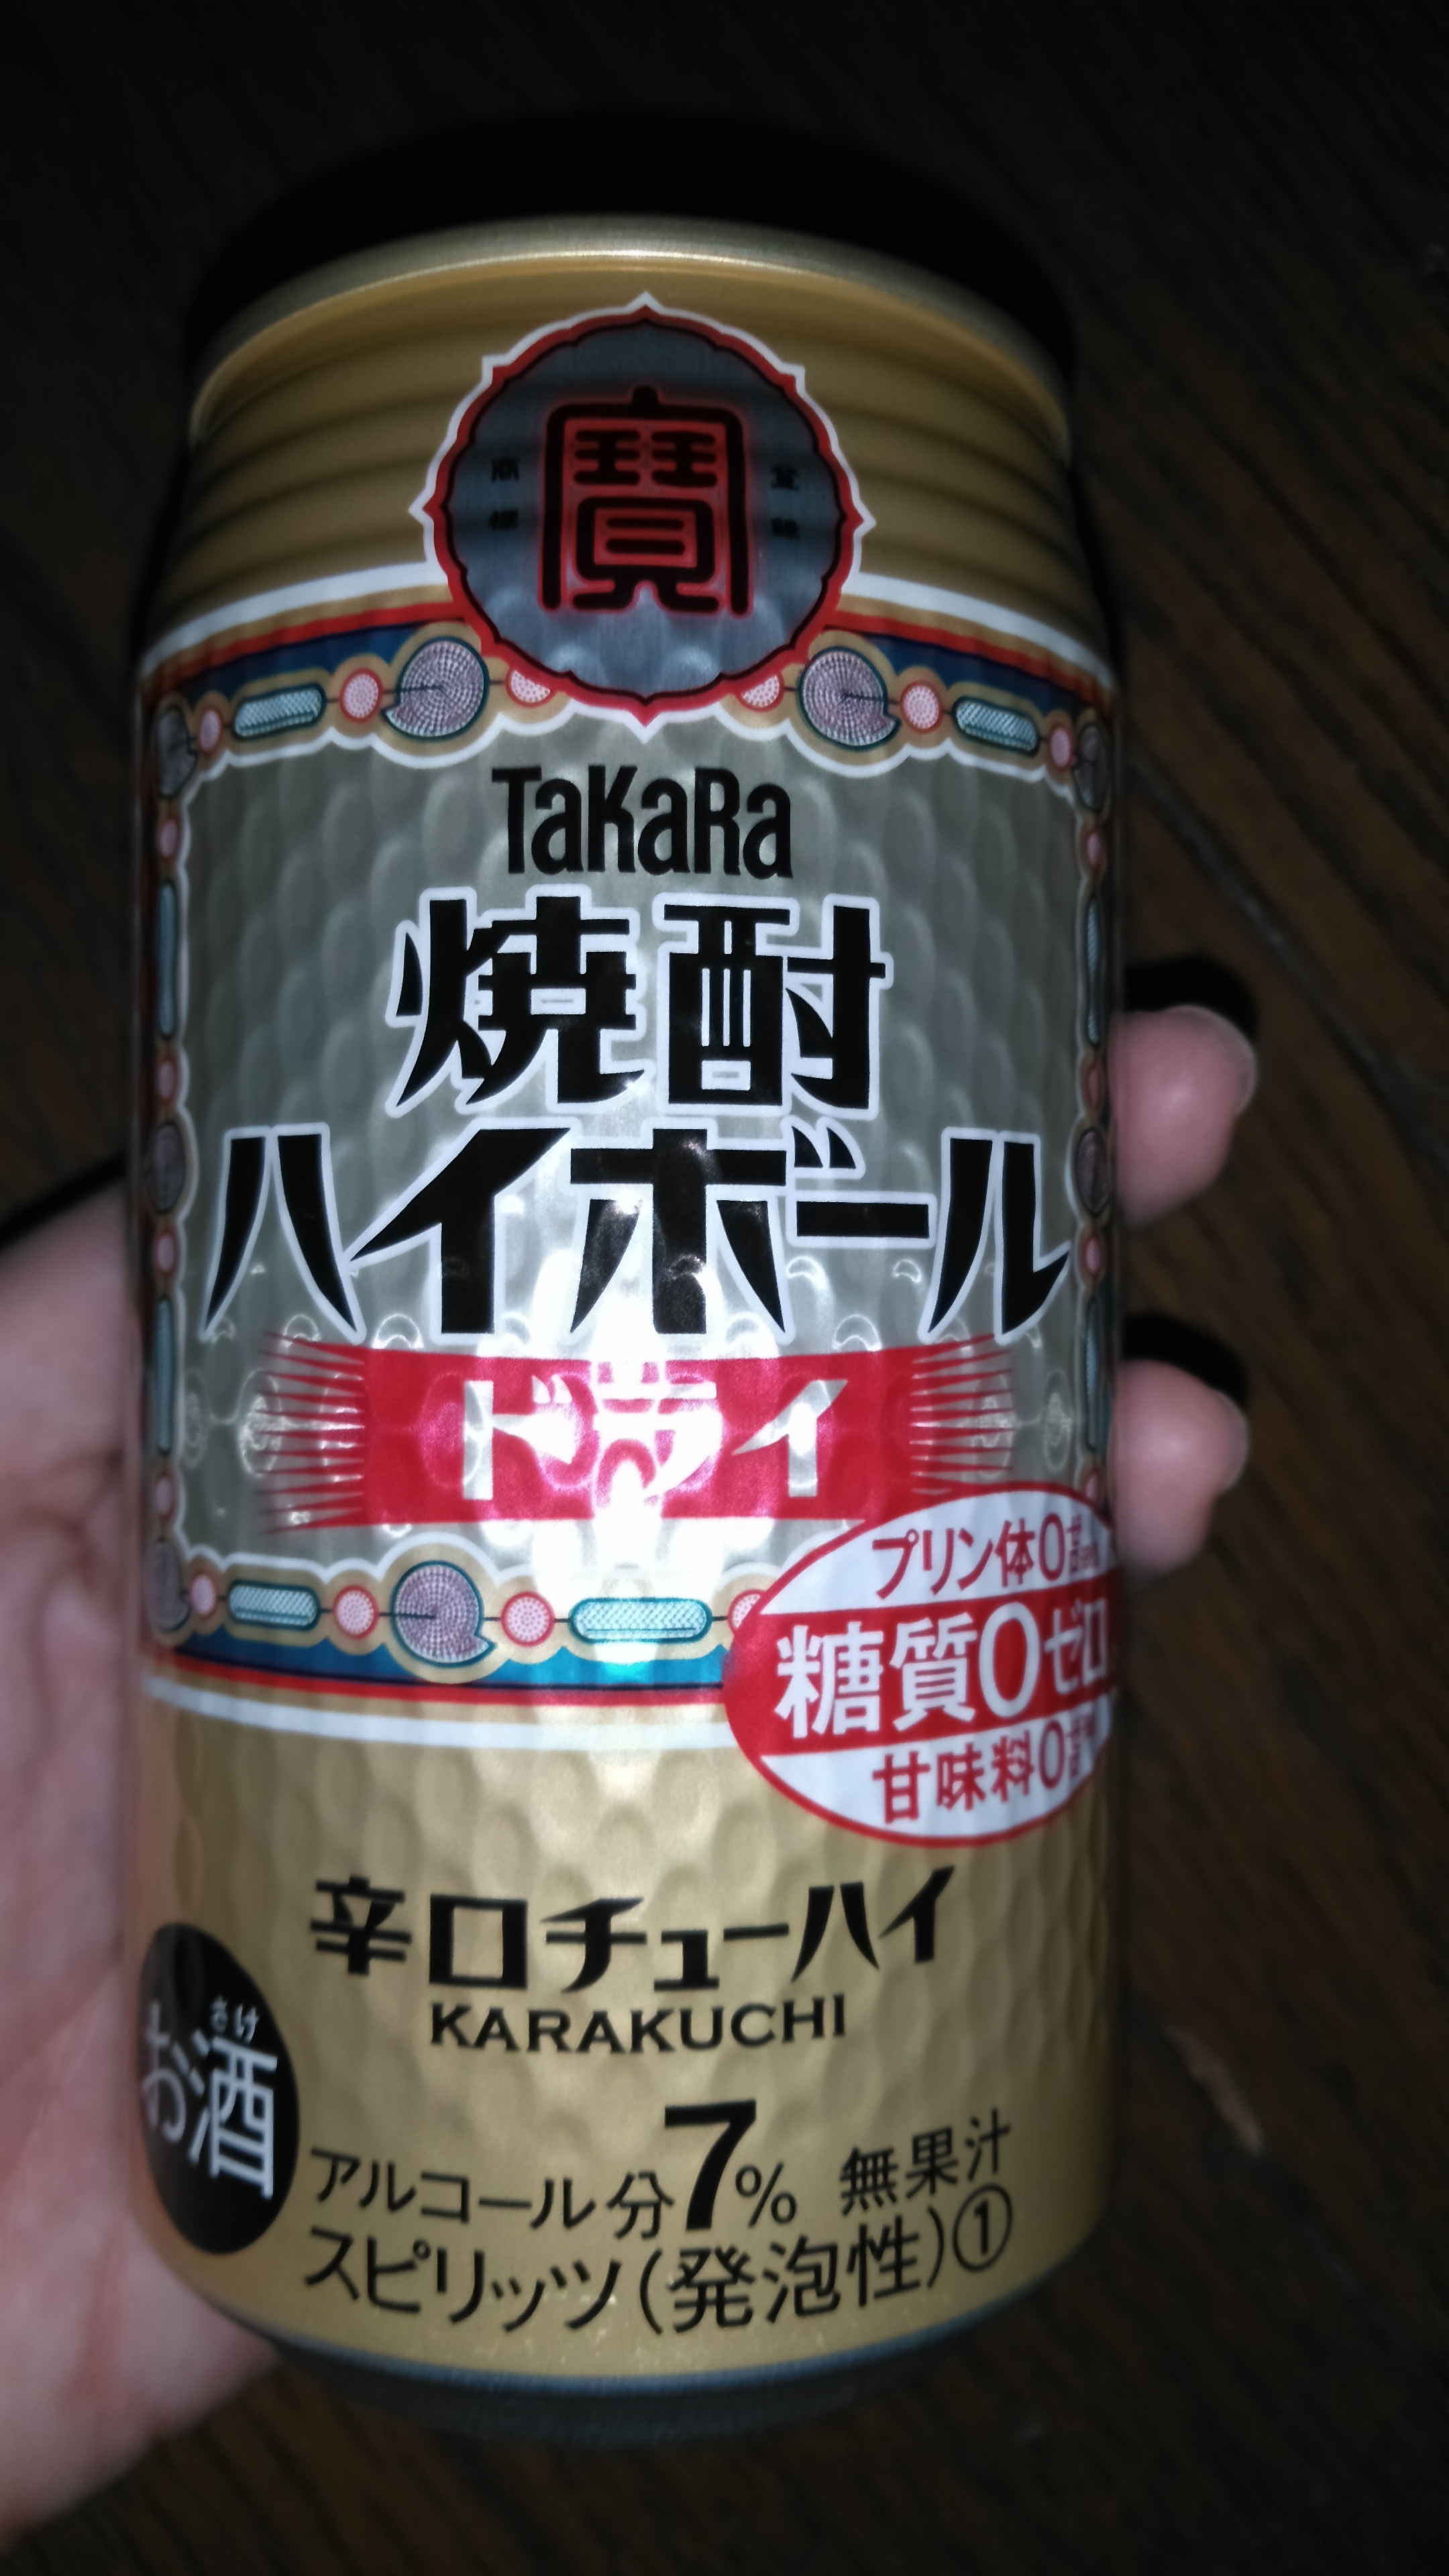 寶
TaKaRa
焼酎
ハイボール
ドライ
プリン体0
糖質0ゼロ
甘味料0
辛口チューハイ
KARAKUCHI
さけ
お酒
アルコール分7% 無果汁
スピリッツ(発泡性)①